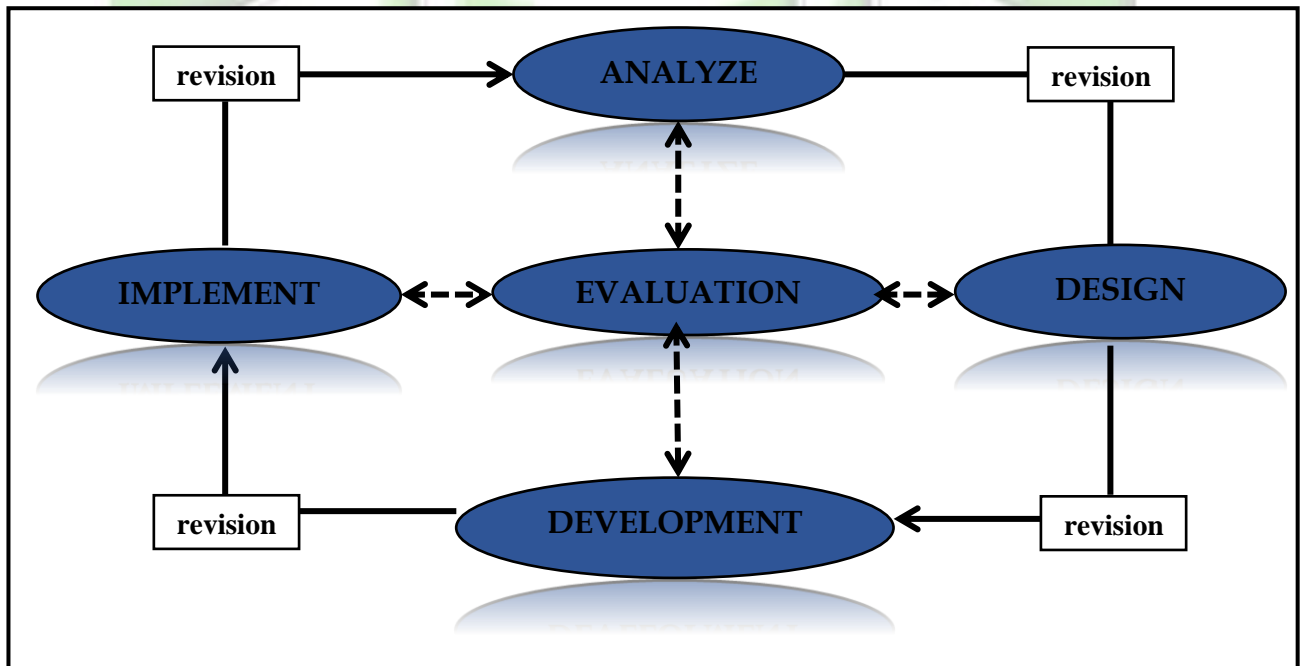 revision
ANALYZE
revision
IMPLEMENT
EVALUATION
DESIGN
revision
DEVELOPMENT
revision